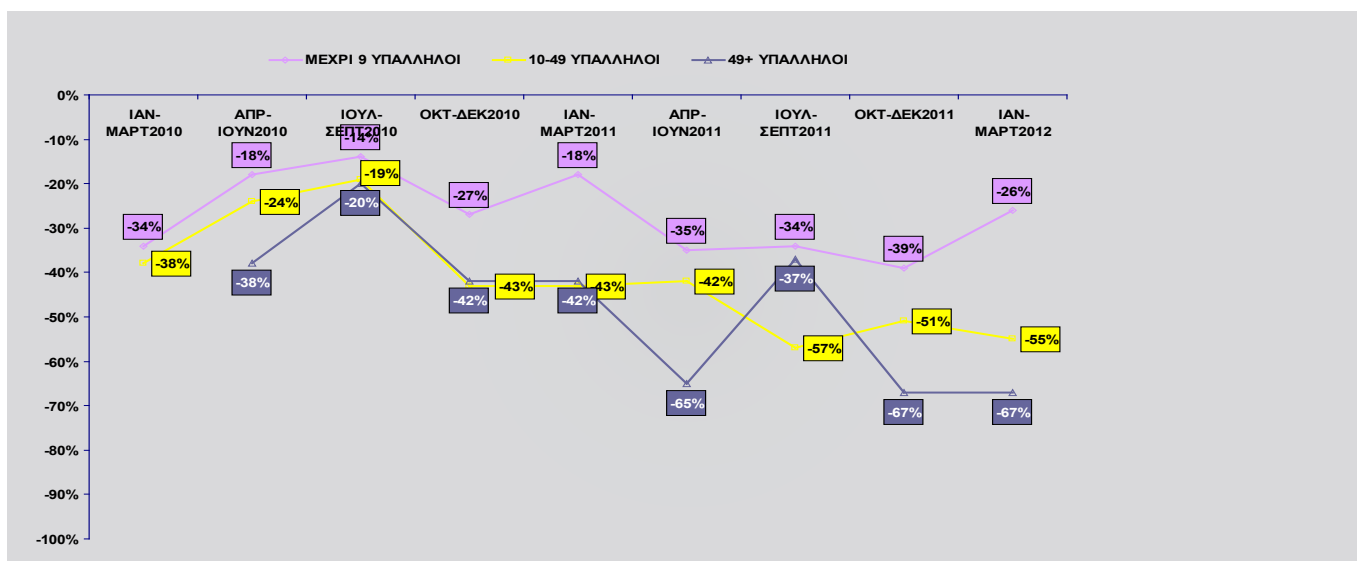 ΜΕΧΡΙ 9 ΥΠΑΛΛΗΛΟΙ
10-49 ΥΠΑΛΛΗΛΟΙ
49+ ΥΠΑΛΛΗΛΟΙ
0%
-10%
-20%
-30%
-40%
-50%
-60%
-70%
-80%
-90%
-100%
ΙΑΝ-
ΜΑΡΤ2010
ΑΠΡ-
ΙΟΥΝ2010
ΙΟΥΛ-
ΣΕΠΤ2010
ΟΚΤ-ΔΕΚ2010
ΙΑΝ-
ΜΑΡΤ2011
ΑΠΡ-
ΙΟΥΝ2011
ΙΟΥΛ-
ΣΕΠΤ2011
ΟΚΤ-ΔΕΚ2011
ΙΑΝ-
ΜΑΡΤ2012
-34%
-18%
-14%
-27%
-18%
-35%
-34%
-39%
-26%
-38%
-24%
-19%
-43%
-43%
-42%
-57%
-51%
-55%
-38%
-20%
-42%
-42%
-65%
-37%
-67%
-67%